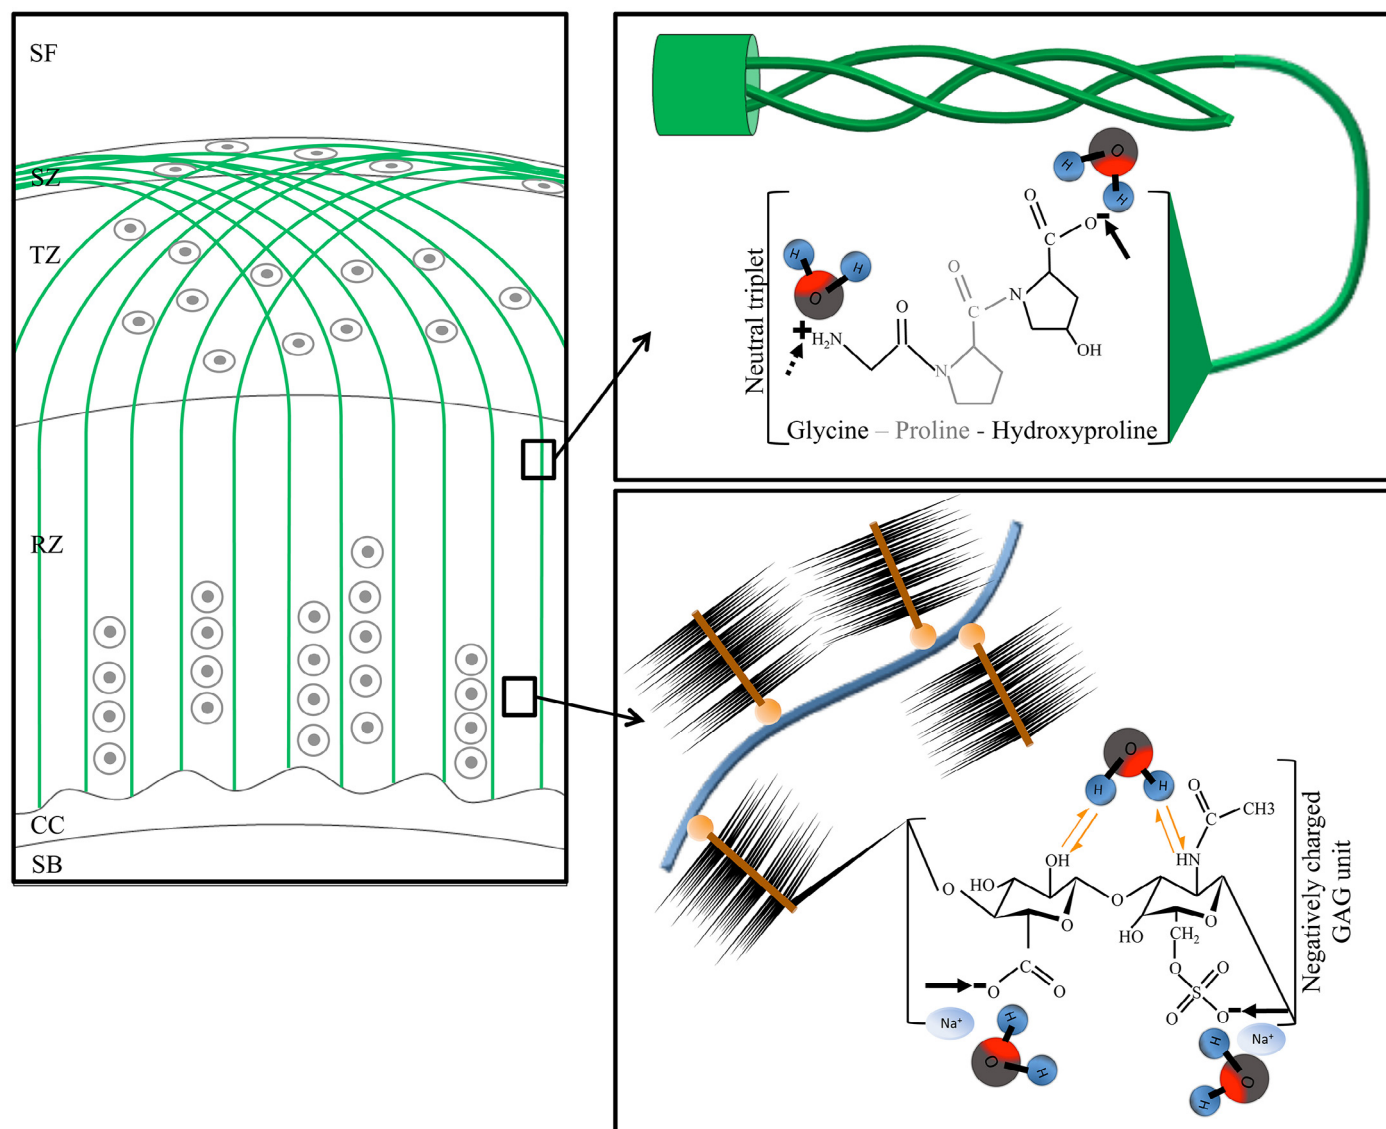 SF
SZ
TZ
RZ
CC
SB
O
H
H
H
H
O
Neutral triplet
+
H₂N
O
N
O
C
N
O
C
O
-
OH
Glycine – Proline - Hydroxyproline
O
H
H
O
C
CH3
HN
OH
HO
O
O
O
O
HO
CH₂
C
O
-O
O
S
O
O
O-
Na⁺
H
O
H
Na⁺
H
O
H
Negatively charged
GAG unit